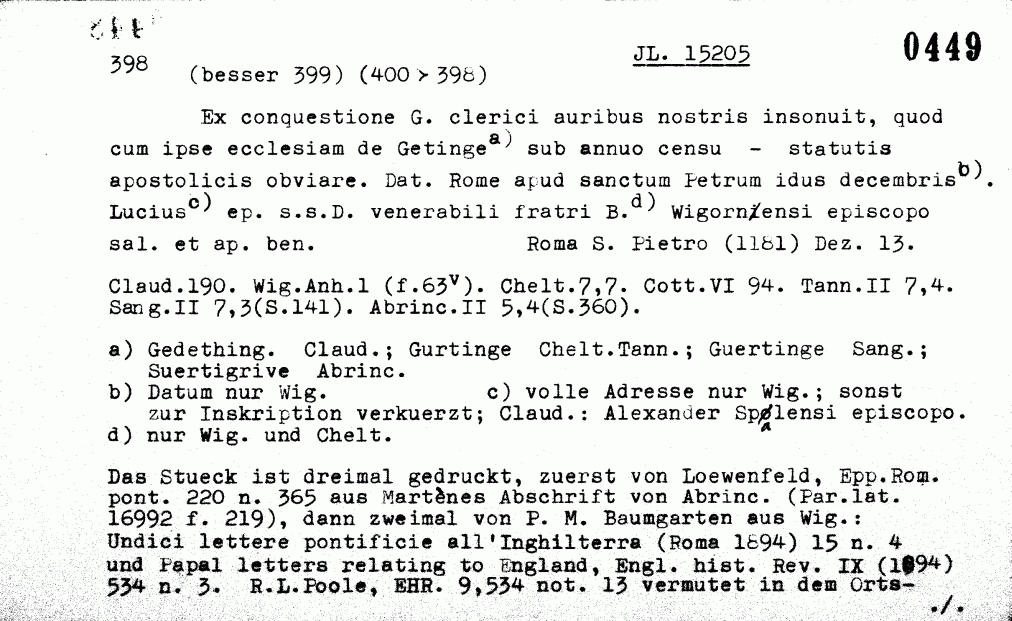 398 JL. 15205 0449
(besser 399) (400 > 398)
Ex conquestione G. clerici auribus nostris insonuit, quod
cum ipse ecclesiam de Getinge a) sub annuo censu - statutis
apostolicis obviare. Dat. Rome apud sanctum Petrum idus decembris b).
Lucius c) ep. s.s.D. venerabili fratri B. d) Wigorniensi episcopo
sal. et ap. ben. Roma S. Pietro (1181) Dez. 13.
Claud.190. Wig.Anh.1 (f.63v). Chelt.7,7. Cott.VI 94. Tann.II 7,4.
Sang.II 7,3(S.141). Abrinc.II 5,4(S.360).
a) Gedething. Claud.; Gurtinge Chelt.Tann.; Guertinge Sang.;
Suertigrive Abrinc.
b) Datum nur Wig. c) volle Adresse nur Wig.; sonst
zur Inskription verkuerzt; Claud.: Alexander Spalensi episcopo.
d) nur Wig. und Chelt.
Das Stueck ist dreimal gedruckt, zuerst von Loewenfeld, Epp.Rom.
pont. 220 n. 365 aus Martènes Abschrift von Abrinc. (Par.lat.
16992 f. 219), dann zweimal von P. M. Baumgarten aus Wig.:
Undici lettere pontificie all'Inghilterra (Roma 1894) 15 n. 4
und Papal letters relating to England, Engl. hist. Rev. IX (1894)
534 n. 3. R.L.Poole, EHR. 9,534 not. 13 vermutet in dem Orts-
./.